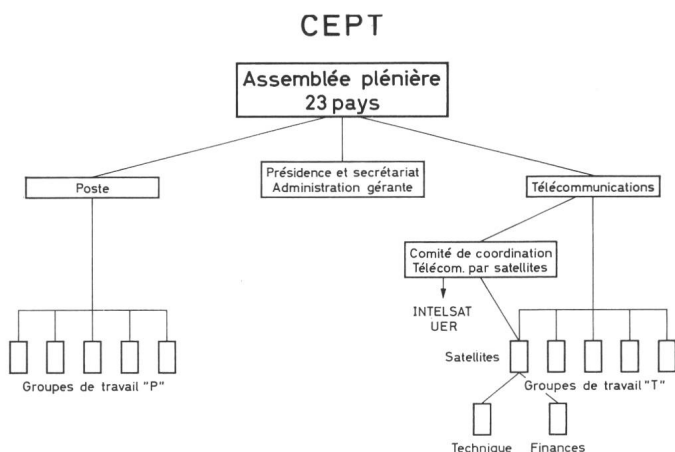 CEPT
Assemblée plénière
23 pays
Poste
Présidence et secrétariat
Administration gérante
Télécommunications
Comité de coordination
Télécom. par satellites
INTELSAT
UER
Satellites
Groupes de travail "P"
Groupes de travail "T"
Technique
Finances